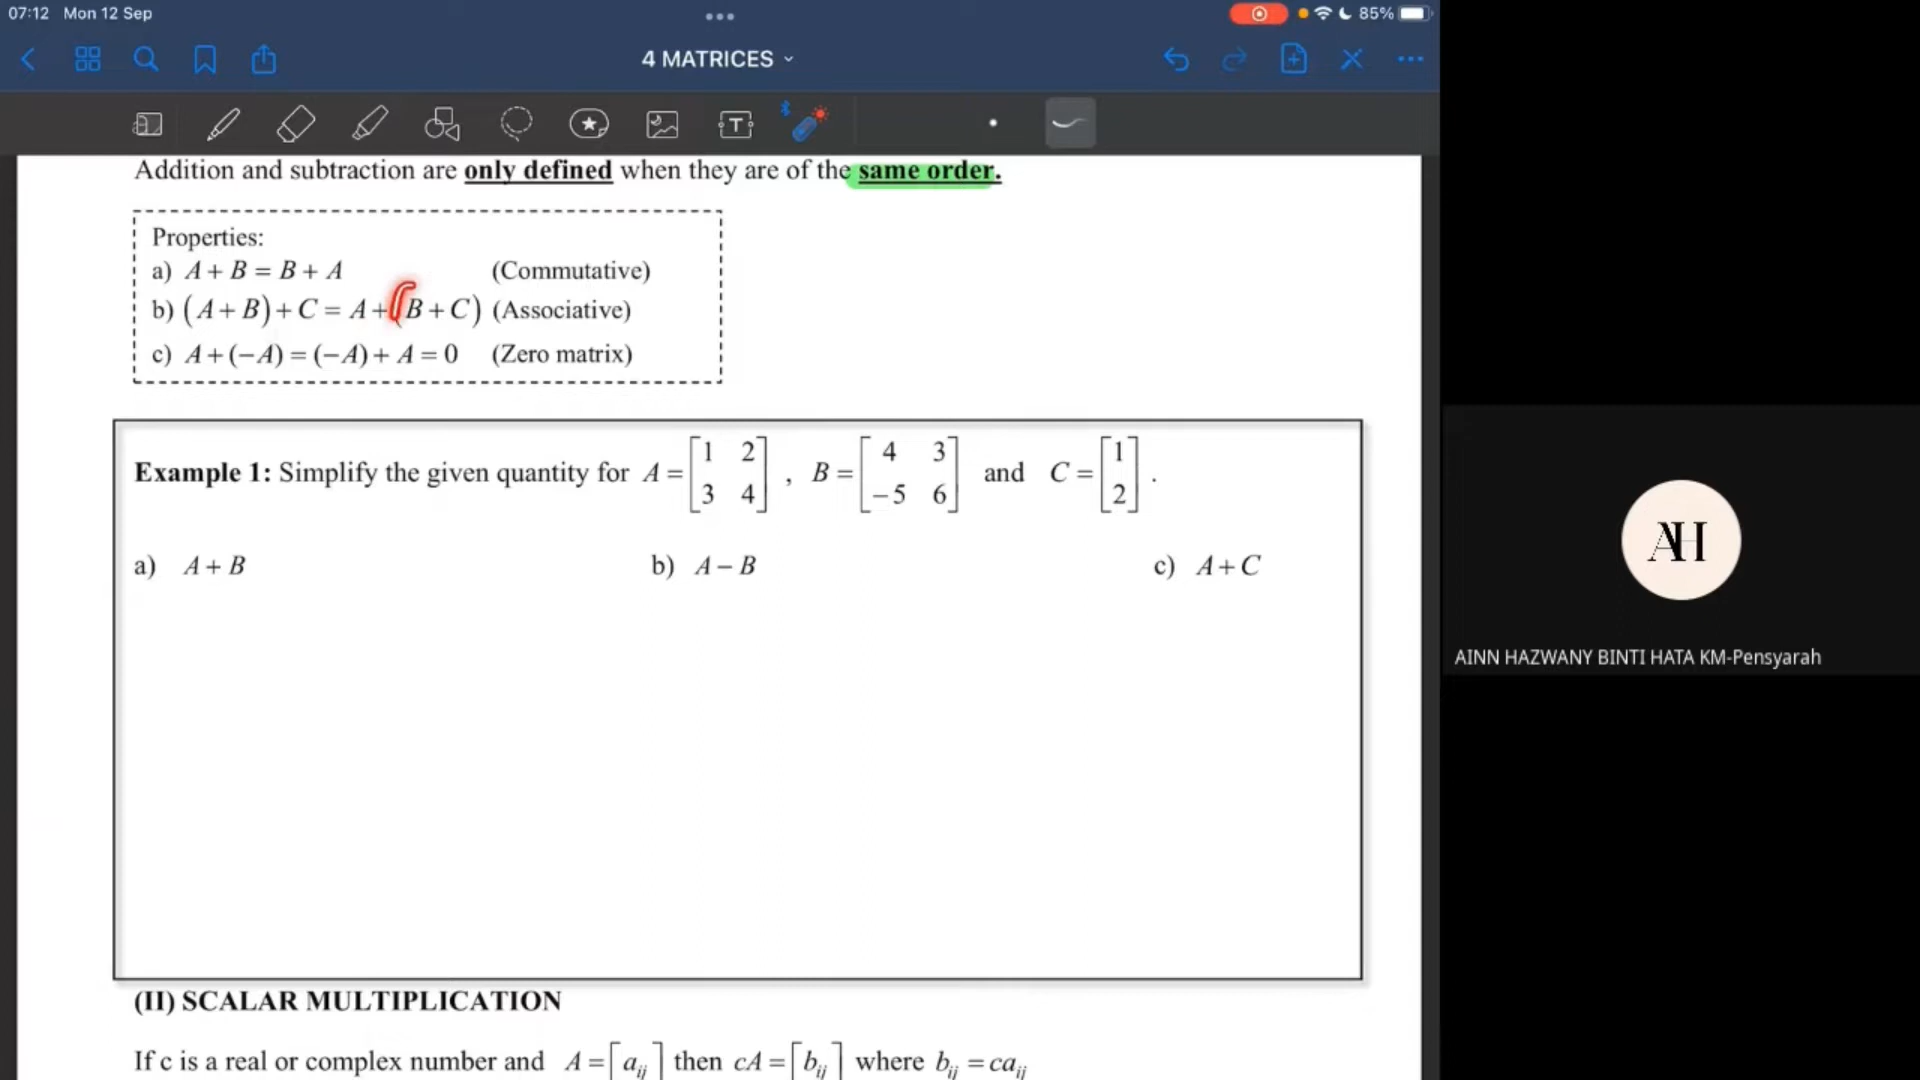 07:12 Mon 12 Sep
85%
4 MATRICES
Addition and subtraction are only defined when they are of the same order.
Properties:
a) A + B = B + A (Commutative)
b) (A + B) + C = A + (B + C) (Associative)
c) A + (−A) = (−A) + A = 0 (Zero matrix)
Example 1: Simplify the given quantity for A = [1 2; 3 4] , B = [4 3; −5 6] and C = [1; 2] .
a) A + B b) A − B c) A + C
(II) SCALAR MULTIPLICATION
If c is a real or complex number and A = [a_ij] then cA = [b_ij] where b_ij = ca_ij
AH
AINN HAZWANY BINTI HATA KM-Pensyarah